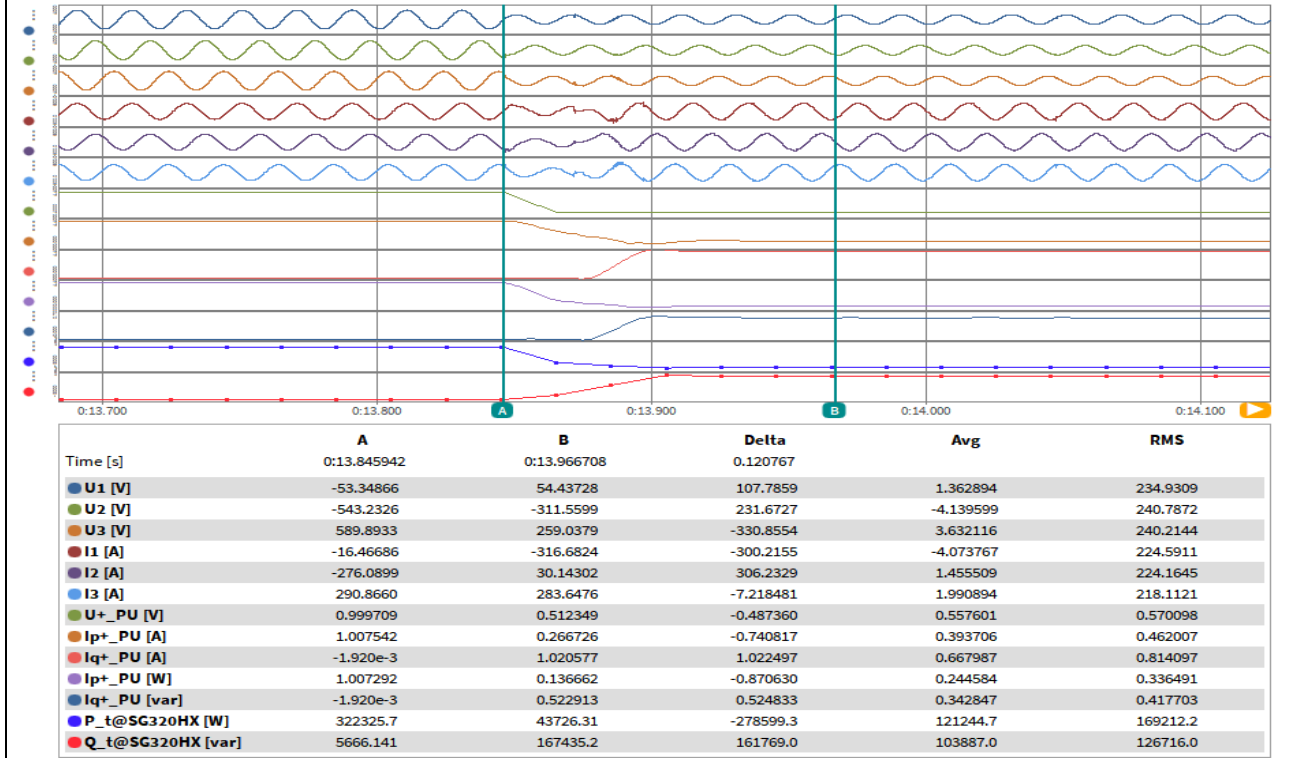 0:13.700 0:13.800 A 0:13.900 B 0:14.000 0:14.100
A B Delta Avg RMS
Time [s] 0:13.845942 0:13.966708 0.120767
U1 [V] -53.34866 54.43728 107.7859 1.362894 234.9309
U2 [V] -543.2326 -311.5599 231.6727 -4.139599 240.7872
U3 [V] 589.8933 259.0379 -330.8554 3.632116 240.2144
I1 [A] -16.46686 -316.6824 -300.2155 -4.073767 224.5911
I2 [A] -276.0899 30.14302 306.2329 1.455509 224.1645
I3 [A] 290.8660 283.6476 -7.218481 1.990894 218.1121
U+_PU [V] 0.999709 0.512349 -0.487360 0.557601 0.570098
Ip+_PU [A] 1.007542 0.266726 -0.740817 0.393706 0.462007
Iq+_PU [A] -1.920e-3 1.020577 1.022497 0.667987 0.814097
Ip+_PU [W] 1.007292 0.136662 -0.870630 0.244584 0.336491
Iq+_PU [var] -1.920e-3 0.522913 0.524833 0.342847 0.417703
P_t@SG320HX [W] 322325.7 43726.31 -278599.3 121244.7 169212.2
Q_t@SG320HX [var] 5666.141 167435.2 161769.0 103887.0 126716.0